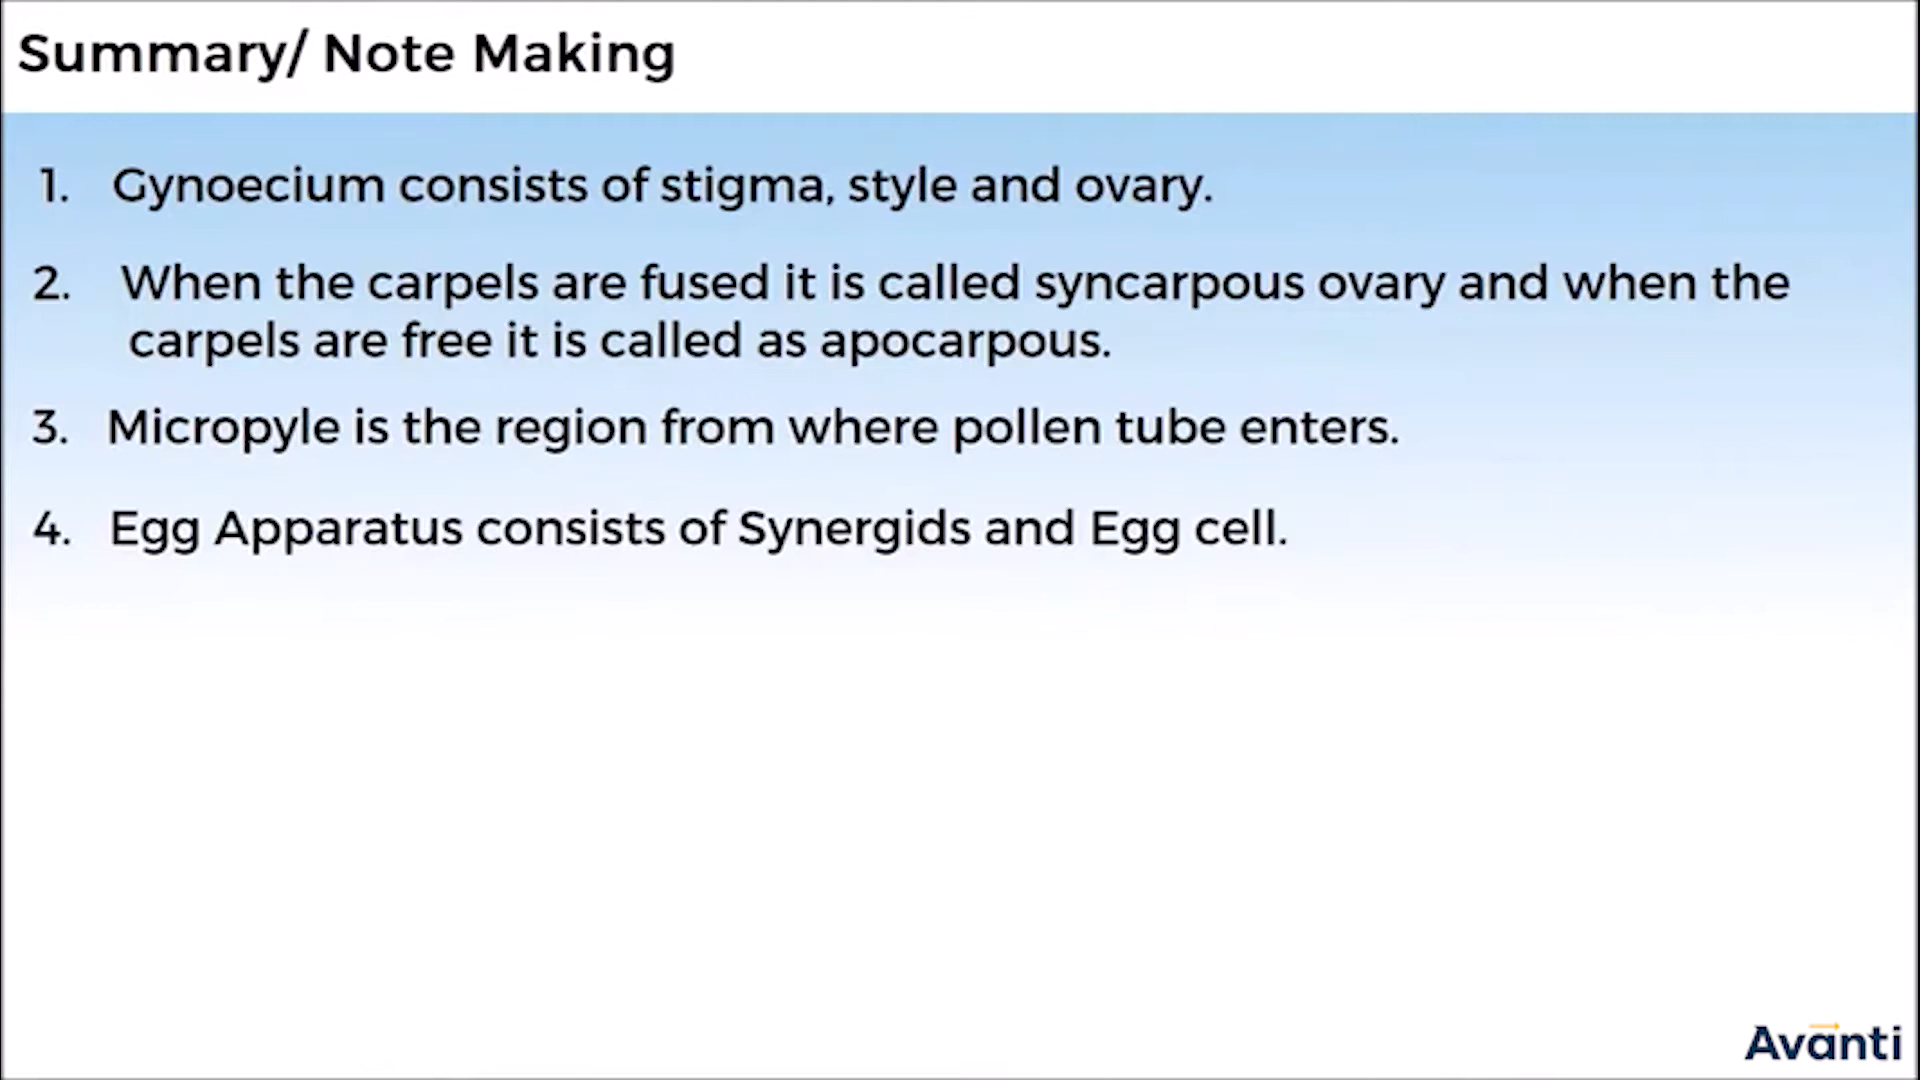 Summary/ Note Making
1. Gynoecium consists of stigma, style and ovary.
2. When the carpels are fused it is called syncarpous ovary and when the
carpels are free it is called as apocarpous.
3. Micropyle is the region from where pollen tube enters.
4. Egg Apparatus consists of Synergids and Egg cell.
Avanti